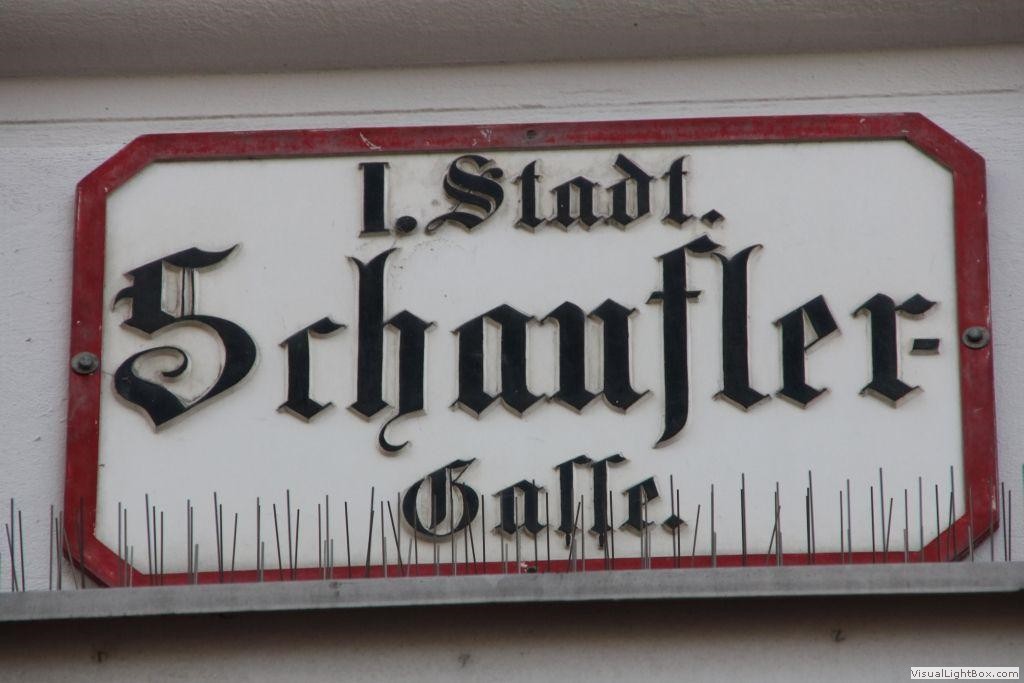 I. Stadt.
Schaufler-
Gasse.
VisualLightBox.com